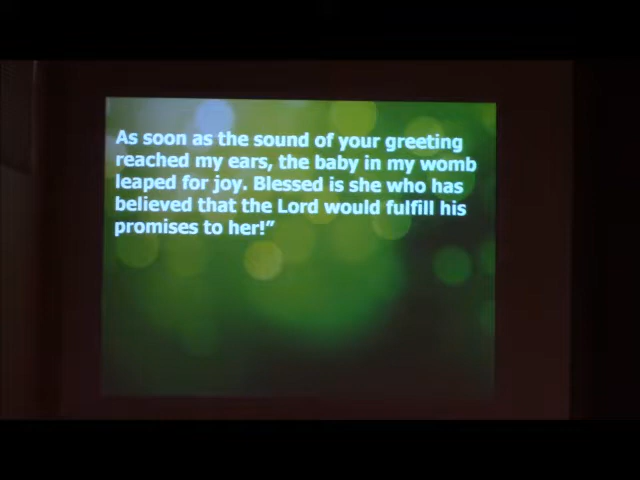 As soon as the sound of your greeting
reached my ears, the baby in my womb
leaped for joy. Blessed is she who has
believed that the Lord would fulfill his
promises to her!”